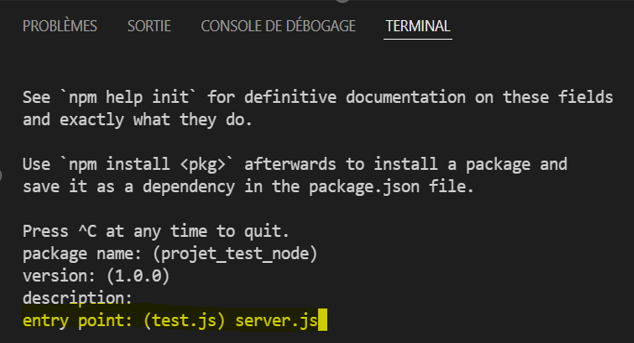 PROBLÈMES SORTIE CONSOLE DE DÉBOGAGE TERMINAL
See `npm help init` for definitive documentation on these fields
and exactly what they do.
Use `npm install <pkg>` afterwards to install a package and
save it as a dependency in the package.json file.
Press ^C at any time to quit.
package name: (projet_test_node)
version: (1.0.0)
description:
entry point: (test.js) server.js